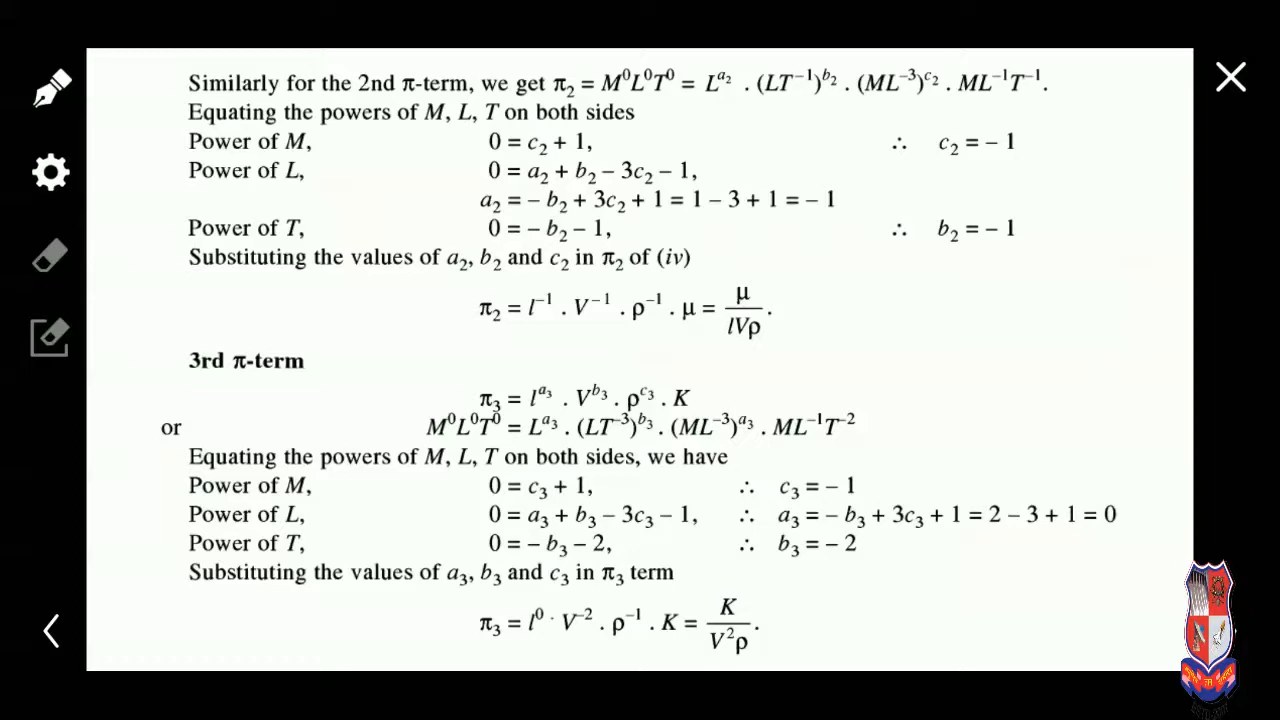 Similarly for the 2nd π-term, we get π₂ = M⁰L⁰T⁰ = Lᵃ² . (LT⁻¹)ᵇ² . (ML⁻³)ᶜ² . ML⁻¹T⁻¹.
Equating the powers of M, L, T on both sides
Power of M, 0 = c₂ + 1, ∴ c₂ = – 1
Power of L, 0 = a₂ + b₂ – 3c₂ – 1,
a₂ = – b₂ + 3c₂ + 1 = 1 – 3 + 1 = – 1
Power of T, 0 = – b₂ – 1, ∴ b₂ = – 1
Substituting the values of a₂, b₂ and c₂ in π₂ of (iv)
π₂ = l⁻¹ . V⁻¹ . ρ⁻¹ . μ = μ / lVρ .
3rd π-term
π₃ = lᵃ³ . Vᵇ³ . ρᶜ³ . K
or M⁰L⁰T⁰ = Lᵃ³ . (LT⁻³)ᵇ³ . (ML⁻³)ᵃ³ . ML⁻¹T⁻²
Equating the powers of M, L, T on both sides, we have
Power of M, 0 = c₃ + 1, ∴ c₃ = – 1
Power of L, 0 = a₃ + b₃ – 3c₃ – 1, ∴ a₃ = – b₃ + 3c₃ + 1 = 2 – 3 + 1 = 0
Power of T, 0 = – b₃ – 2, ∴ b₃ = – 2
Substituting the values of a₃, b₃ and c₃ in π₃ term
π₃ = l⁰ · V⁻² . ρ⁻¹ . K = K / V²ρ .